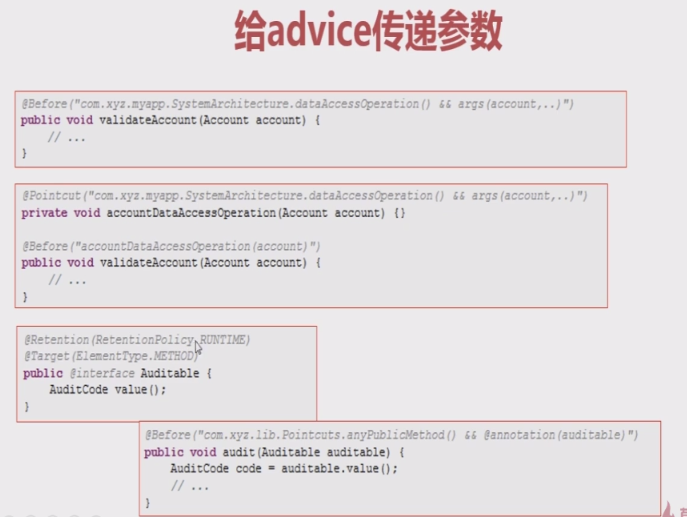 给advice传递参数
@Before("com.xyz.myapp.SystemArchitecture.dataAccessOperation() && args(account,..)")
public void validateAccount(Account account) {
// ...
}
@Pointcut("com.xyz.myapp.SystemArchitecture.dataAccessOperation() && args(account,..)")
private void accountDataAccessOperation(Account account) {}
@Before("accountDataAccessOperation(account)")
public void validateAccount(Account account) {
// ...
}
@Retention(RetentionPolicy.RUNTIME)
@Target(ElementType.METHOD)
public @interface Auditable {
AuditCode value();
}
@Before("com.xyz.lib.Pointcuts.anyPublicMethod() && @annotation(auditable)")
public void audit(Auditable auditable) {
AuditCode code = auditable.value();
// ...
}